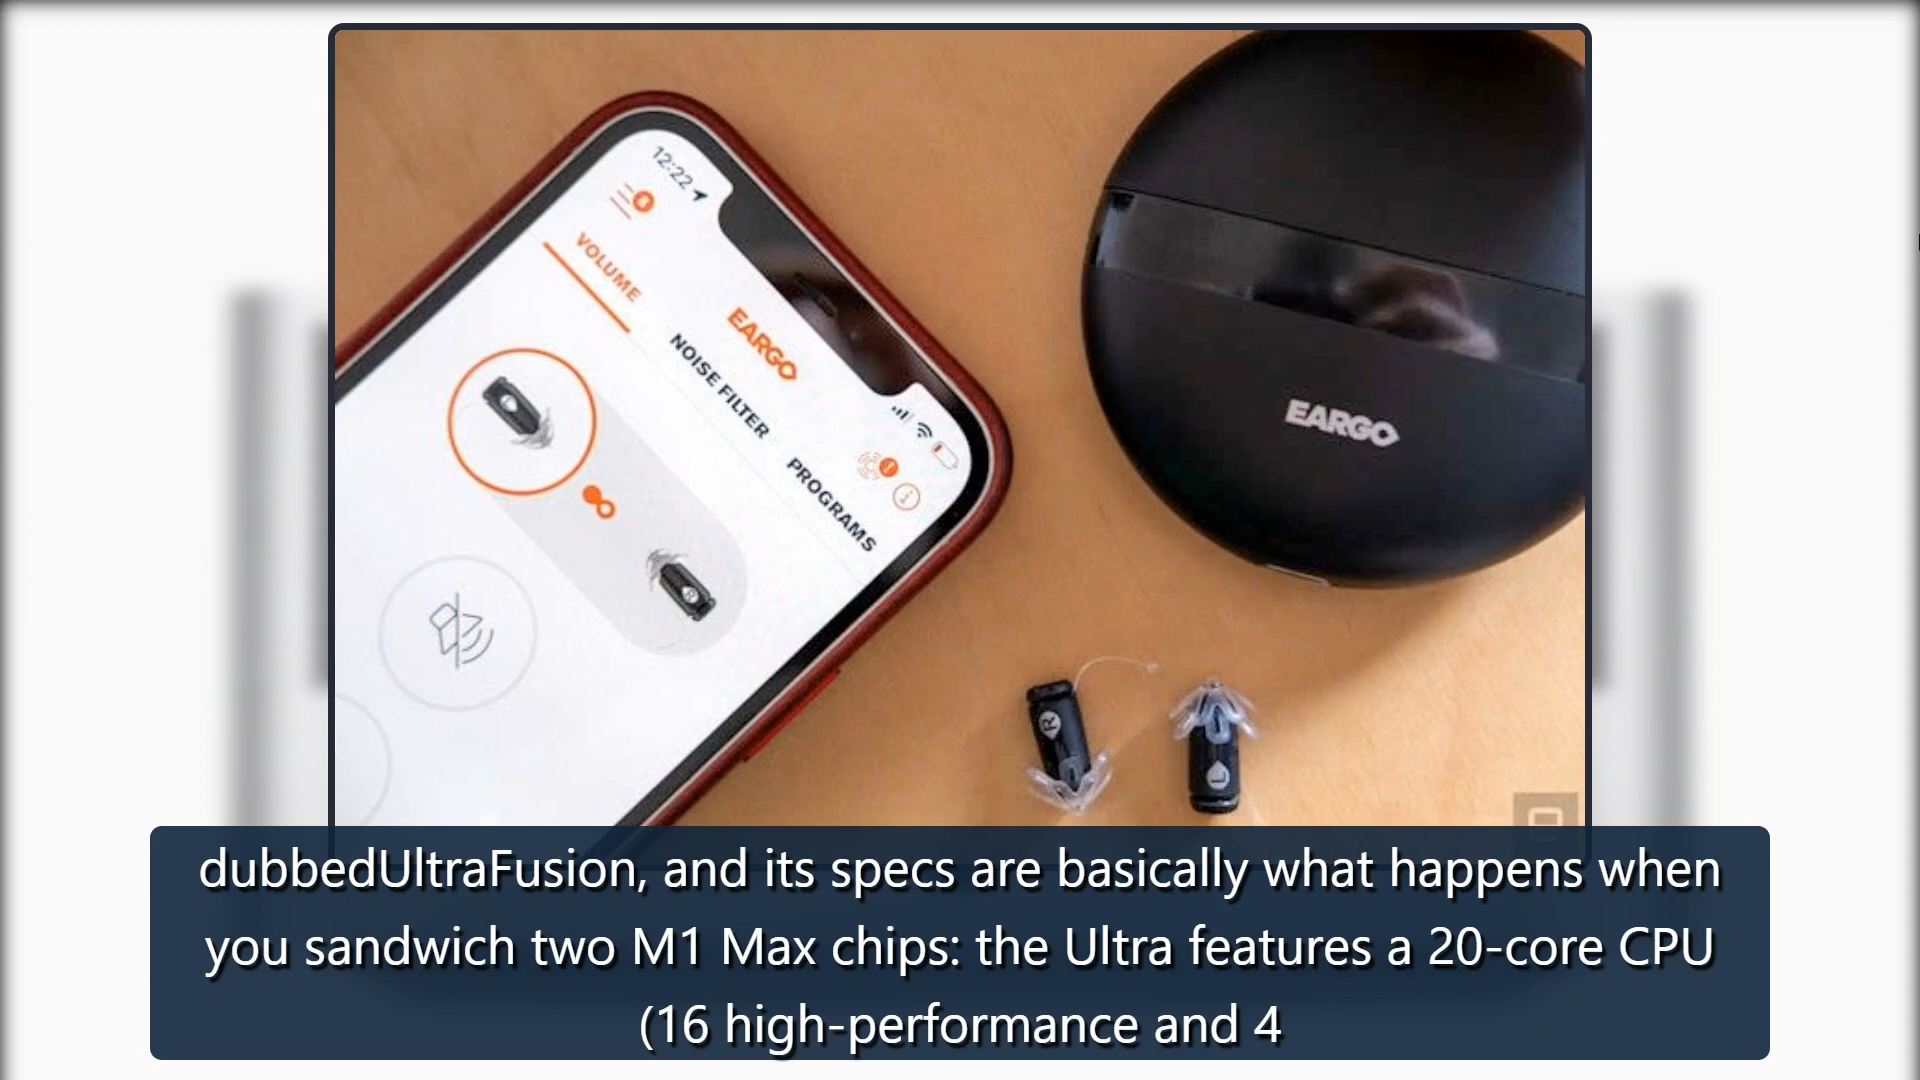 12:22
VOLUME
EARGO
NOISE FILTER
PROGRAMS
L
R
EARGO
R
L
dubbedUltraFusion, and its specs are basically what happens when
you sandwich two M1 Max chips: the Ultra features a 20-core CPU
(16 high-performance and 4